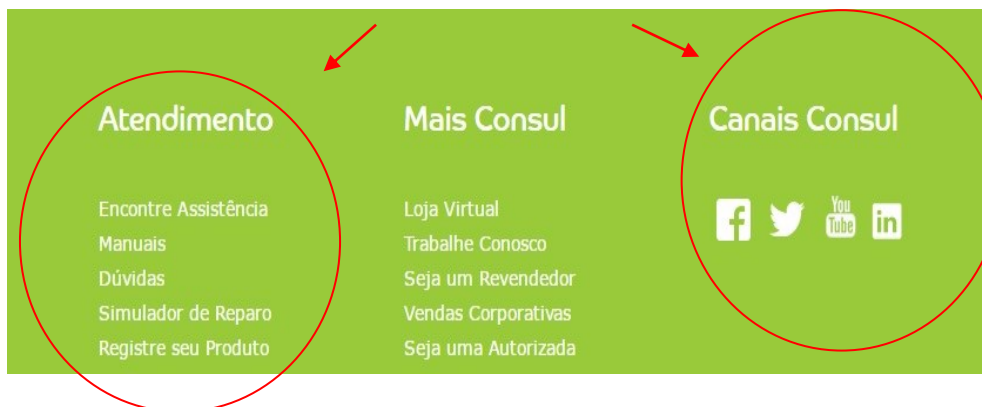 Atendimento
Encontre Assistência
Manuais
Dúvidas
Simulador de Reparo
Registre seu Produto
Mais Consul
Loja Virtual
Trabalhe Conosco
Seja um Revendedor
Vendas Corporativas
Seja uma Autorizada
Canais Consul
You
Tube
in